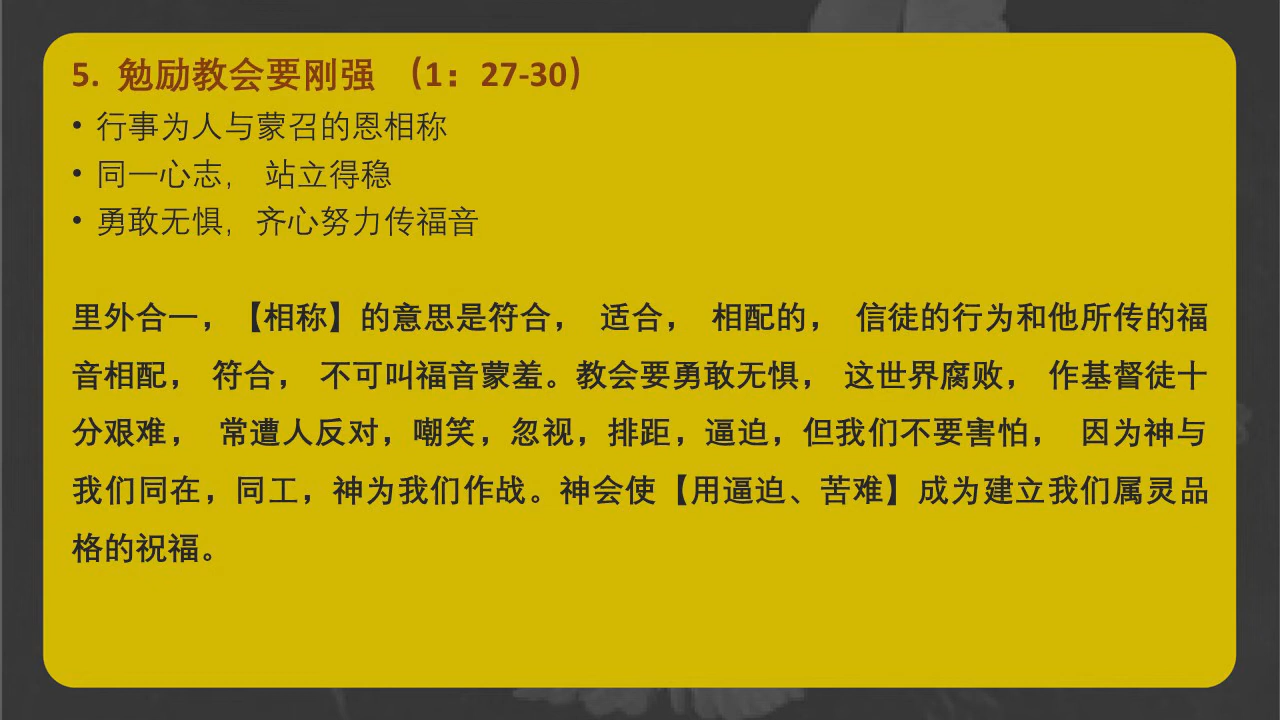 5. 勉励教会要刚强 （1：27-30）
• 行事为人与蒙召的恩相称
• 同一心志， 站立得稳
• 勇敢无惧，齐心努力传福音
里外合一，【相称】的意思是符合， 适合， 相配的， 信徒的行为和他所传的福
音相配， 符合， 不可叫福音蒙羞。教会要勇敢无惧， 这世界腐败， 作基督徒十
分艰难， 常遭人反对，嘲笑，忽视，排距，逼迫，但我们不要害怕， 因为神与
我们同在，同工，神为我们作战。神会使【用逼迫、苦难】成为建立我们属灵品
格的祝福。